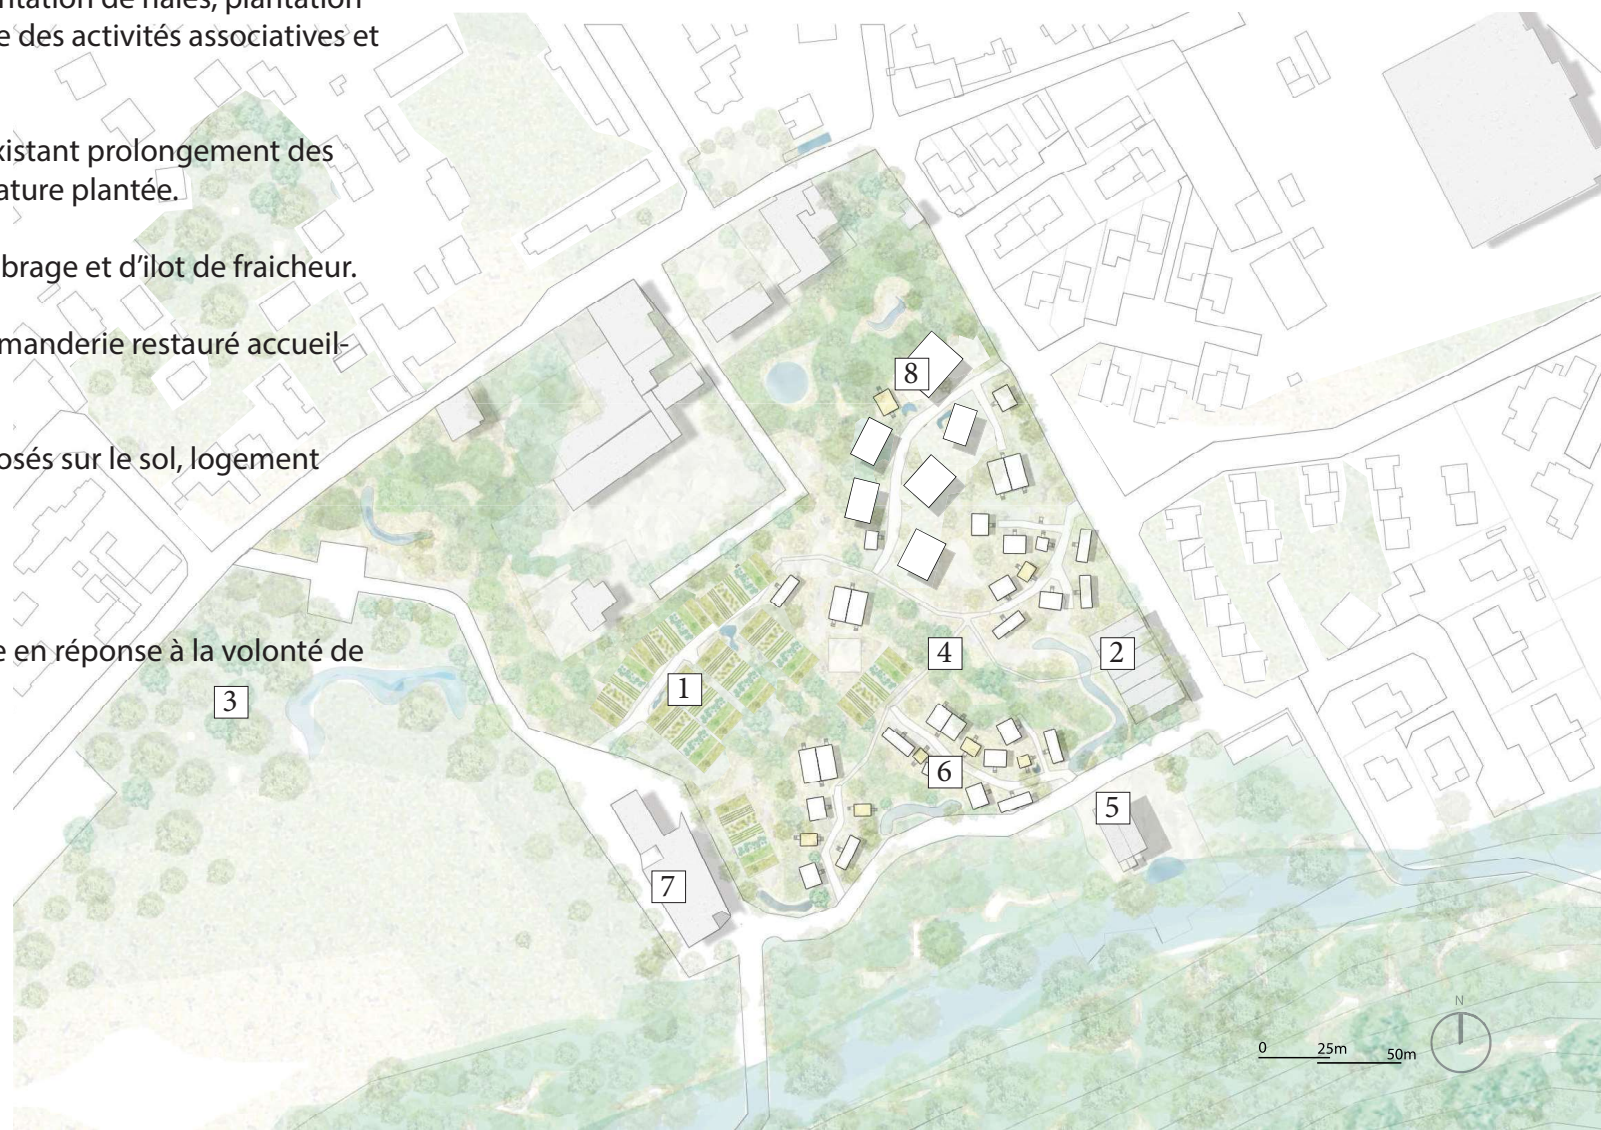 ntation de haies, plantation
e des activités associatives et
xistant prolongement des
ature plantée.
brage et d'ilot de fraicheur.
manderie restauré accueil-
osés sur le sol, logement
e en réponse à la volonté de
8
4
2
1
3
6
5
7
N
0 25m 50m